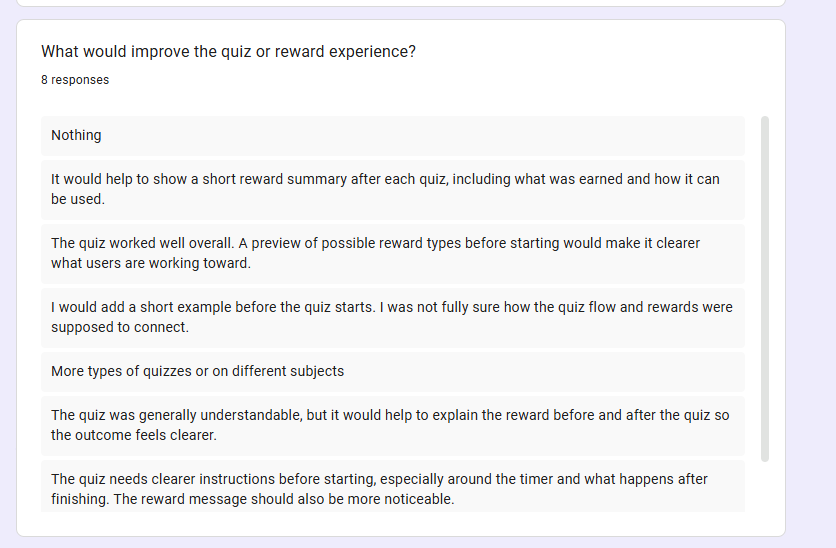 What would improve the quiz or reward experience?
8 responses
Nothing
It would help to show a short reward summary after each quiz, including what was earned and how it can
be used.
The quiz worked well overall. A preview of possible reward types before starting would make it clearer
what users are working toward.
I would add a short example before the quiz starts. I was not fully sure how the quiz flow and rewards were
supposed to connect.
More types of quizzes or on different subjects
The quiz was generally understandable, but it would help to explain the reward before and after the quiz so
the outcome feels clearer.
The quiz needs clearer instructions before starting, especially around the timer and what happens after
finishing. The reward message should also be more noticeable.